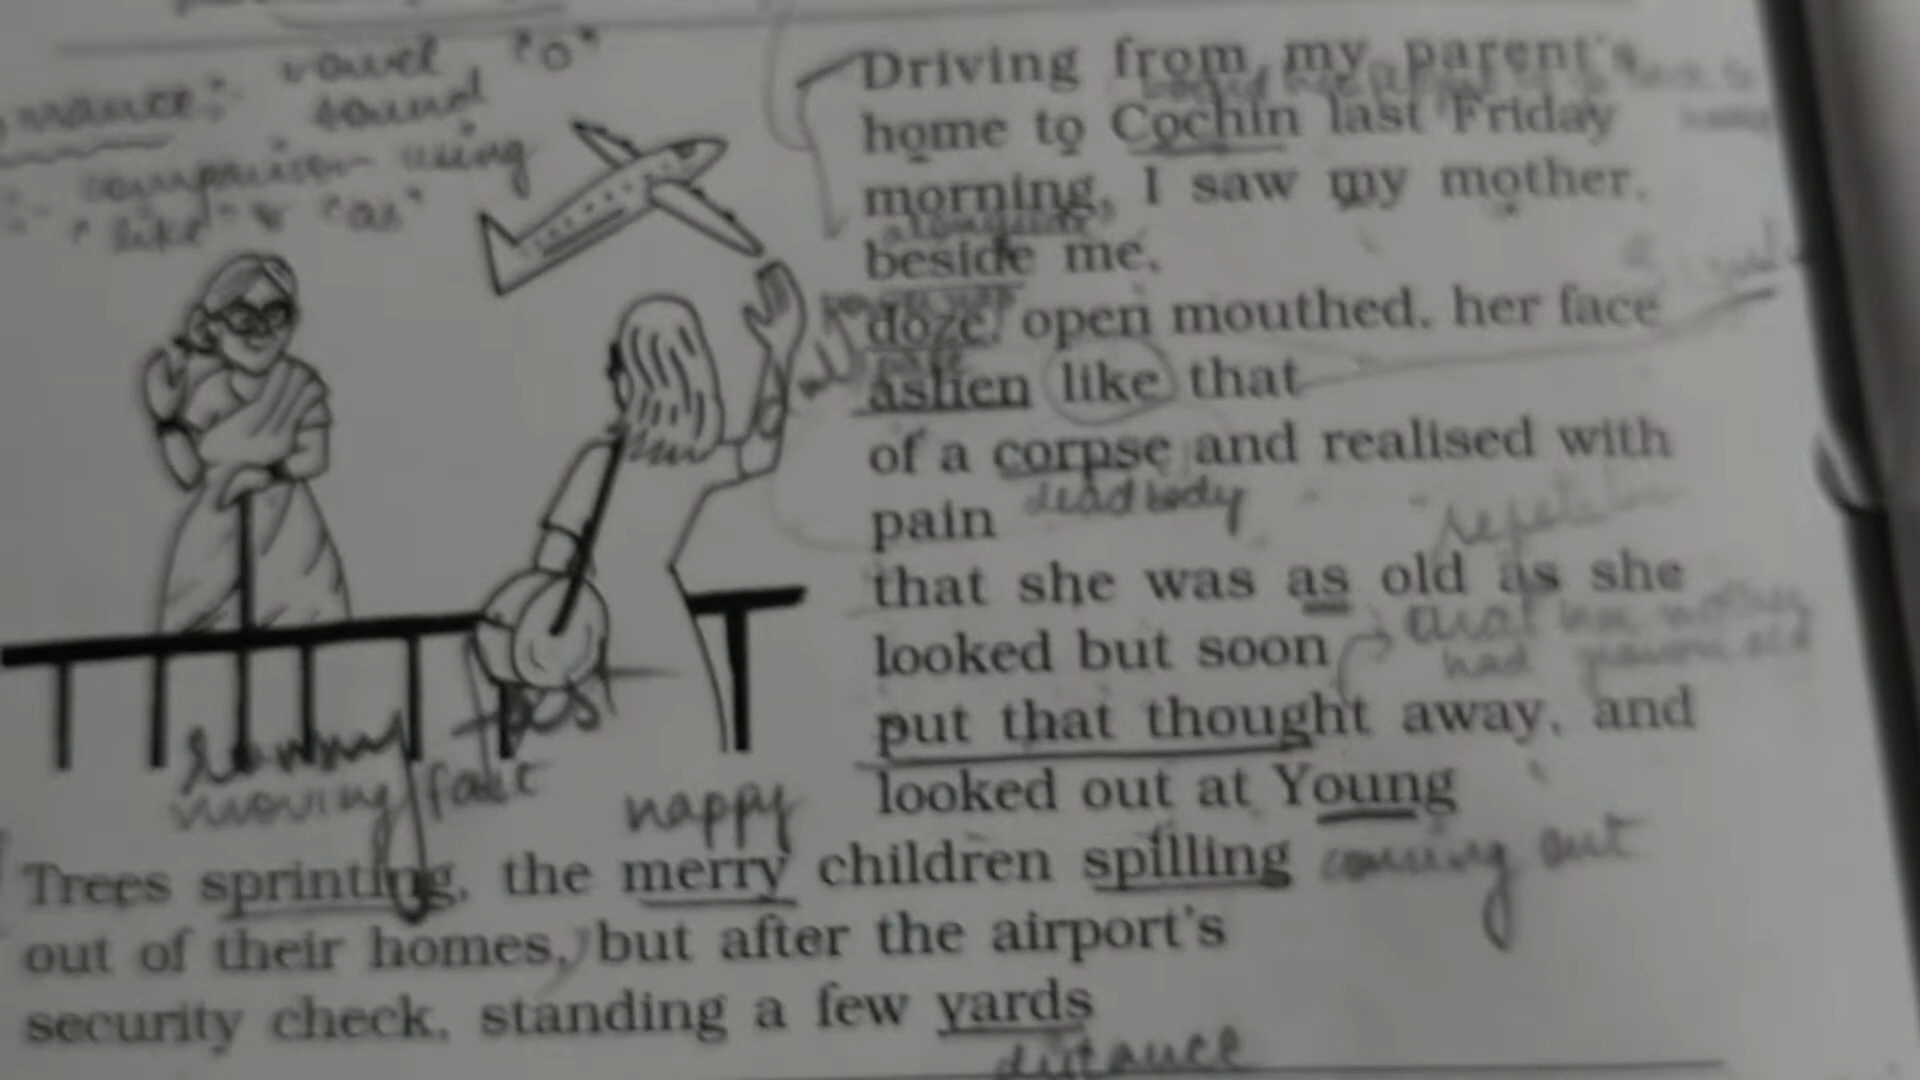 vowel "o"
sound
comparison using
"like" & "as"
Driving from my parent's
home to Cochin last Friday
morning, I saw my mother,
beside me,
doze, open mouthed, her face
ashen like that
of a corpse and realised with
dead body
pain
that she was as old as she
looked but soon
put that thought away, and
looked out at Young
moving fast
happy
Trees sprinting, the merry children spilling
coming out
out of their homes, but after the airport's
security check, standing a few yards
distance